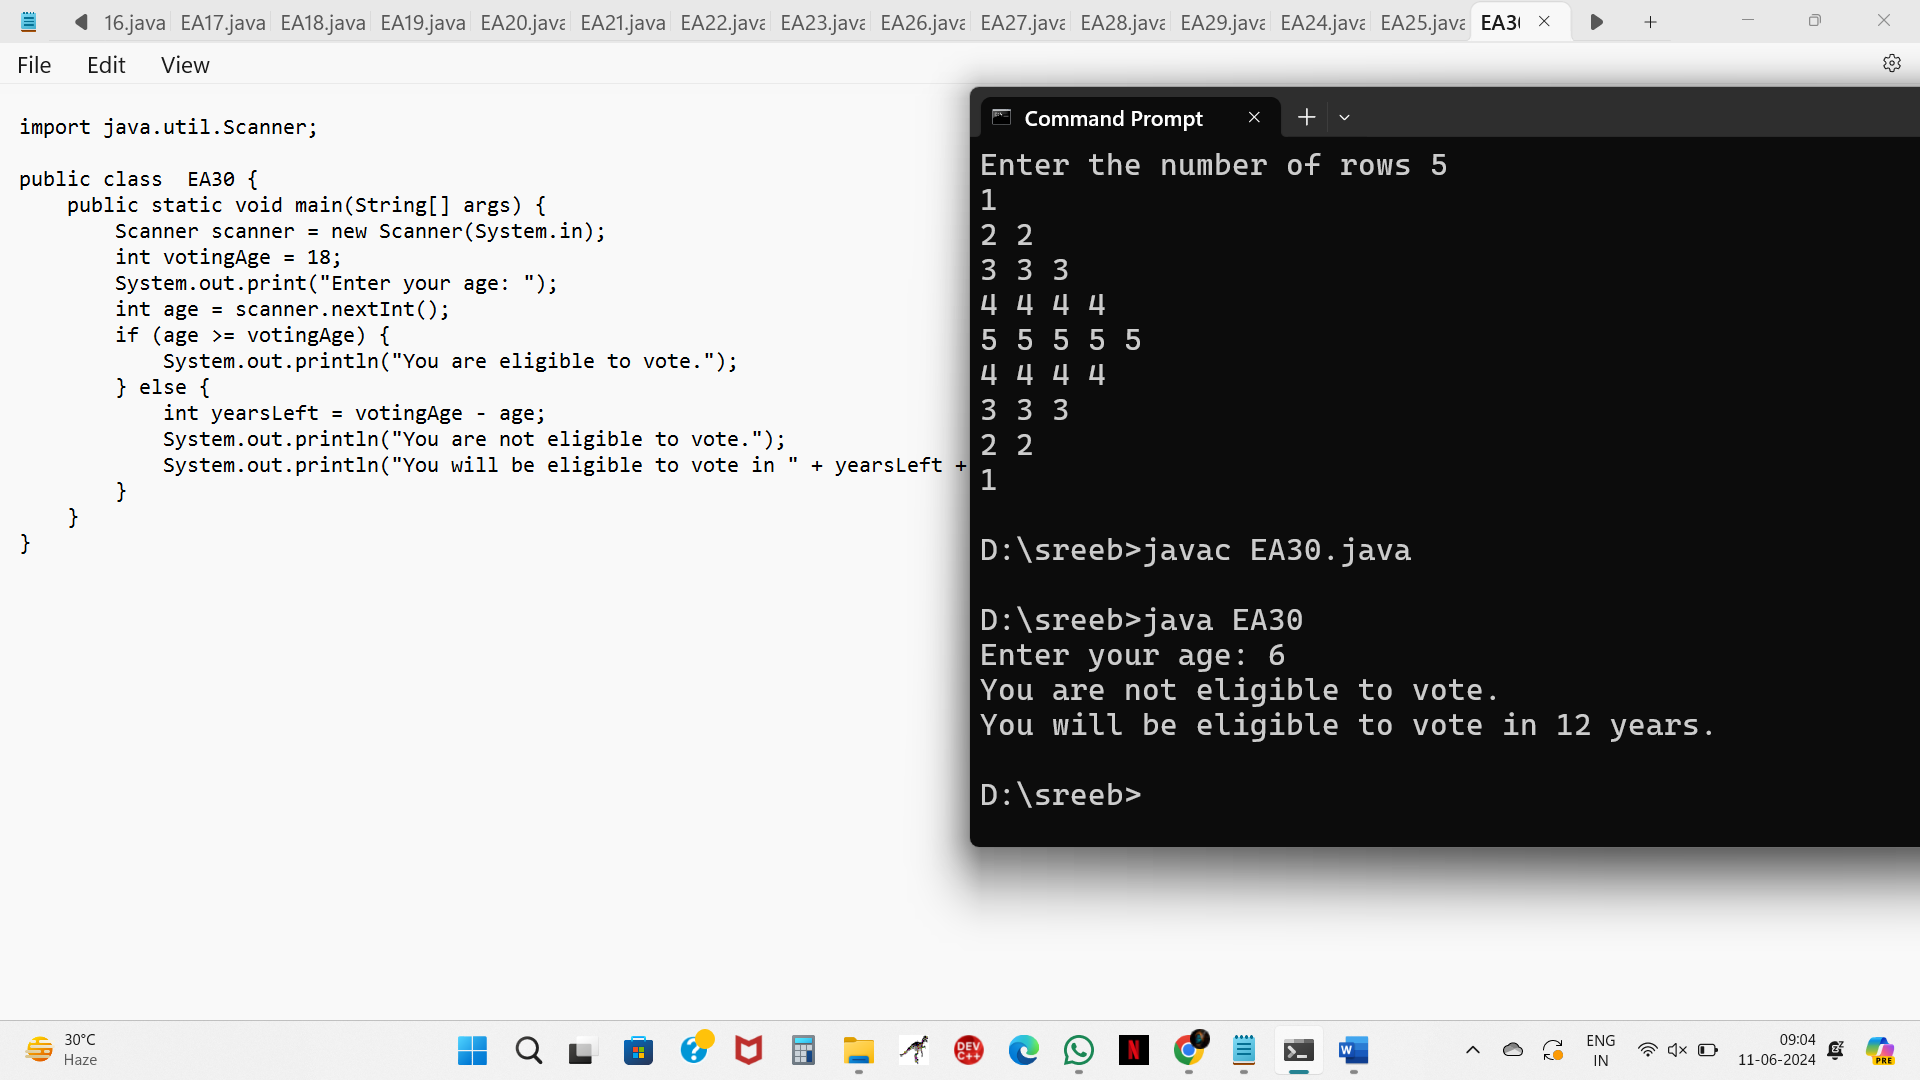 16.java EA17.java EA18.java EA19.java EA20.java EA21.java EA22.java EA23.java EA26.java EA27.java EA28.java EA29.java EA24.java EA25.java EA30
File Edit View
import java.util.Scanner;
public class  EA30 {
    public static void main(String[] args) {
        Scanner scanner = new Scanner(System.in);
        int votingAge = 18;
        System.out.print("Enter your age: ");
        int age = scanner.nextInt();
        if (age >= votingAge) {
            System.out.println("You are eligible to vote.");
        } else {
            int yearsLeft = votingAge - age;
            System.out.println("You are not eligible to vote.");
            System.out.println("You will be eligible to vote in " + yearsLeft +
        }
    }
}
Command Prompt
Enter the number of rows 5
1
2 2
3 3 3
4 4 4 4
5 5 5 5 5
4 4 4 4
3 3 3
2 2
1
D:\sreeb>javac EA30.java
D:\sreeb>java EA30
Enter your age: 6
You are not eligible to vote.
You will be eligible to vote in 12 years.
D:\sreeb>
30°C
Haze
DEV
C++
N
W
ENG
IN
09:04
11-06-2024
PRE